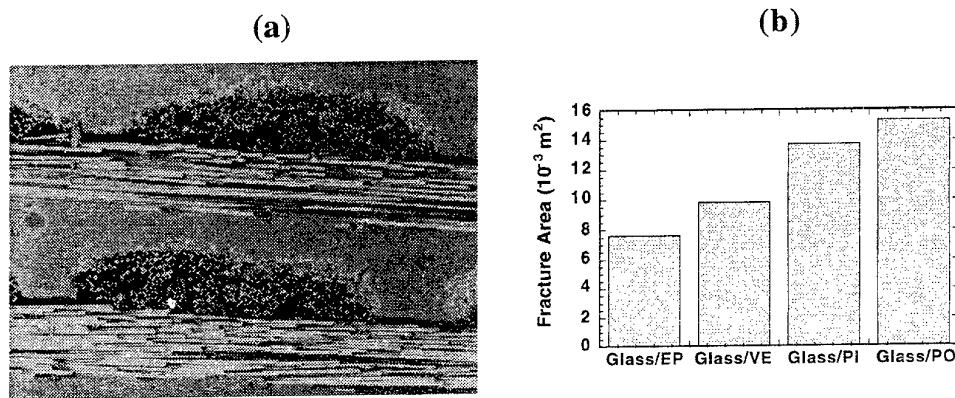 (a)
(b)
Fracture Area (10⁻³ m²)
16
14
12
10
8
6
4
2
0
Glass/EP Glass/VE Glass/PI Glass/PO